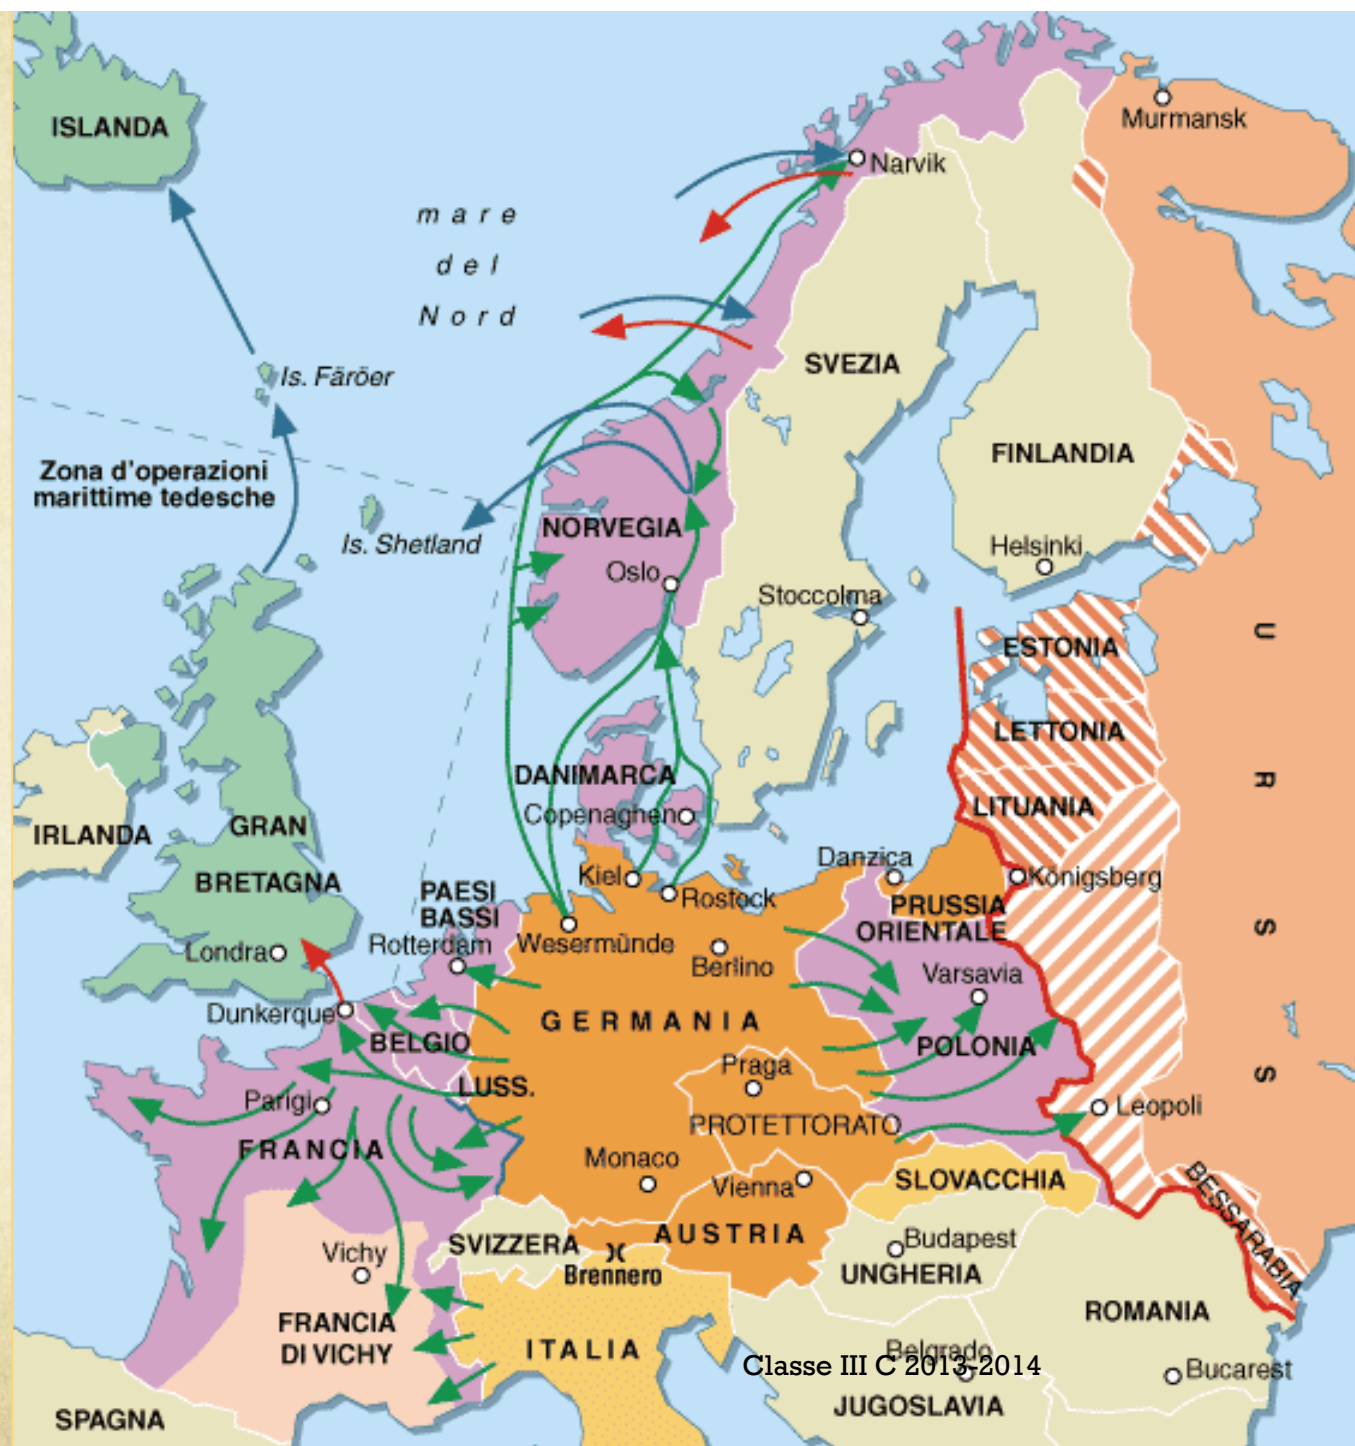 ISLANDA
Murmansk
Narvik
mare
del
Nord
Is. Färöer
SVEZIA
FINLANDIA
Zona d'operazioni
marittime tedesche
Is. Shetland
NORVEGIA
Oslo
Helsinki
Stoccolma
U
R
S
S
ESTONIA
LETTONIA
LITUANIA
DANIMARCA
Copenaghen
IRLANDA
GRAN
BRETAGNA
Londra
PAESI
BASSI
Rotterdam
Kiel
Rostock
Wesermünde
Berlino
Danzica
Königsberg
PRUSSIA
ORIENTALE
Varsavia
POLONIA
Dunkerque
BELGIO
LUSS.
GERMANIA
Praga
PROTETTORATO
Leopoli
Parigi
FRANCIA
Monaco
Vienna
SLOVACCHIA
BESSARABIA
AUSTRIA
SVIZZERA
Brennero
Budapest
UNGHERIA
Vichy
FRANCIA
DI VICHY
ITALIA
ROMANIA
Belgrado
Classe III C 2013-2014
Bucarest
JUGOSLAVIA
SPAGNA